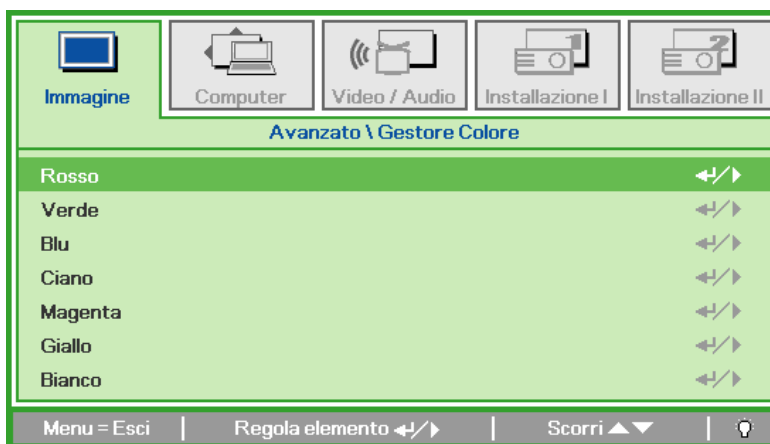 Immagine
Computer
Video / Audio
Installazione I
Installazione II
Avanzato \ Gestore Colore
Rosso
Verde
Blu
Ciano
Magenta
Giallo
Bianco
Menu = Esci | Regola elemento ↵/▶ | Scorri ▲▼